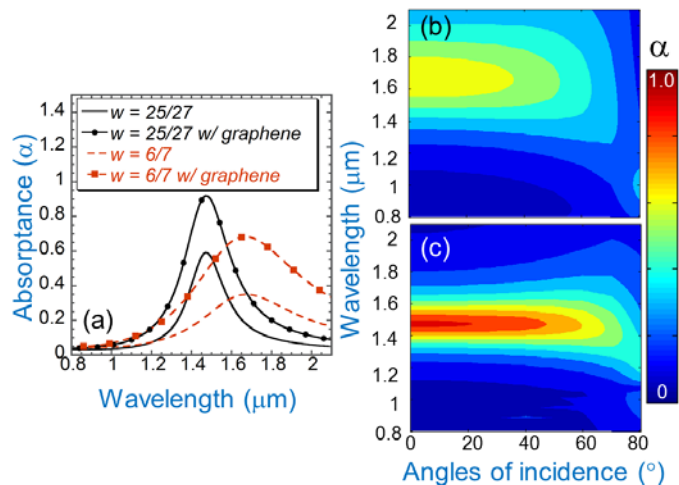 (a)
Absorptance (α)
1.4
1.2
1.0
0.8
0.6
0.4
0.2
0
w = 25/27
w = 25/27 w/ graphene
w = 6/7
w = 6/7 w/ graphene
0.8 1.0 1.2 1.4 1.6 1.8 2.0
Wavelength (μm)
(b)
Wavelength (μm)
2
1.8
1.6
1.4
1.2
1
0.8
(c)
2
1.8
1.6
1.4
1.2
1
0.8
0 20 40 60 80
Angles of incidence (°)
α
1.0
0